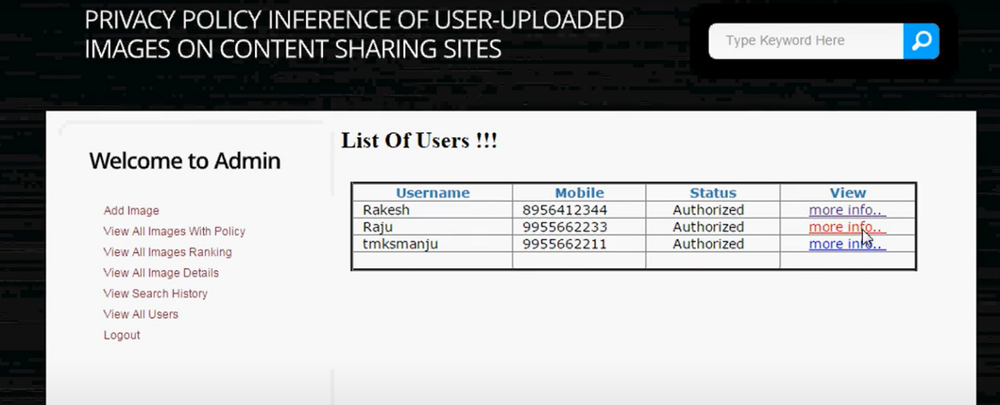 PRIVACY POLICY INFERENCE OF USER-UPLOADED
IMAGES ON CONTENT SHARING SITES
Type Keyword Here
Welcome to Admin
Add Image
View All Images With Policy
View All Images Ranking
View All Image Details
View Search History
View All Users
Logout
List Of Users !!!
Username Mobile Status View
Rakesh 8956412344 Authorized more info..
Raju 9955662233 Authorized more info..
tmksmanju 9955662211 Authorized more info..